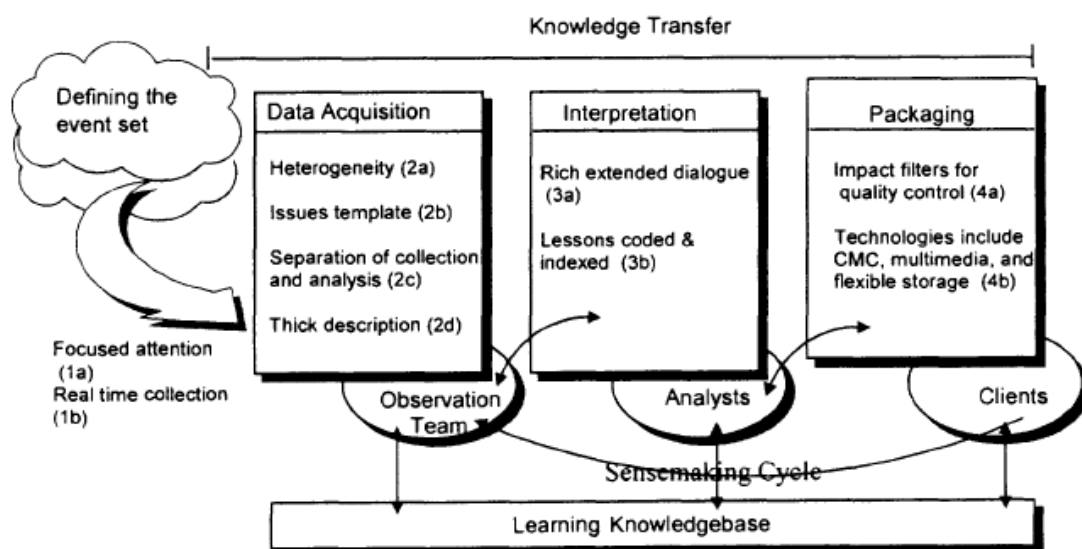 Knowledge Transfer
Defining the
event set
Focused attention
(1a)
Real time collection
(1b)
Data Acquisition
Heterogeneity (2a)
Issues template (2b)
Separation of collection
and analysis (2c)
Thick description (2d)
Interpretation
Rich extended dialogue
(3a)
Lessons coded &
indexed (3b)
Packaging
Impact filters for
quality control (4a)
Technologies include
CMC, multimedia, and
flexible storage (4b)
Observation
Team
Analysts
Clients
Sensemaking Cycle
Learning Knowledgebase